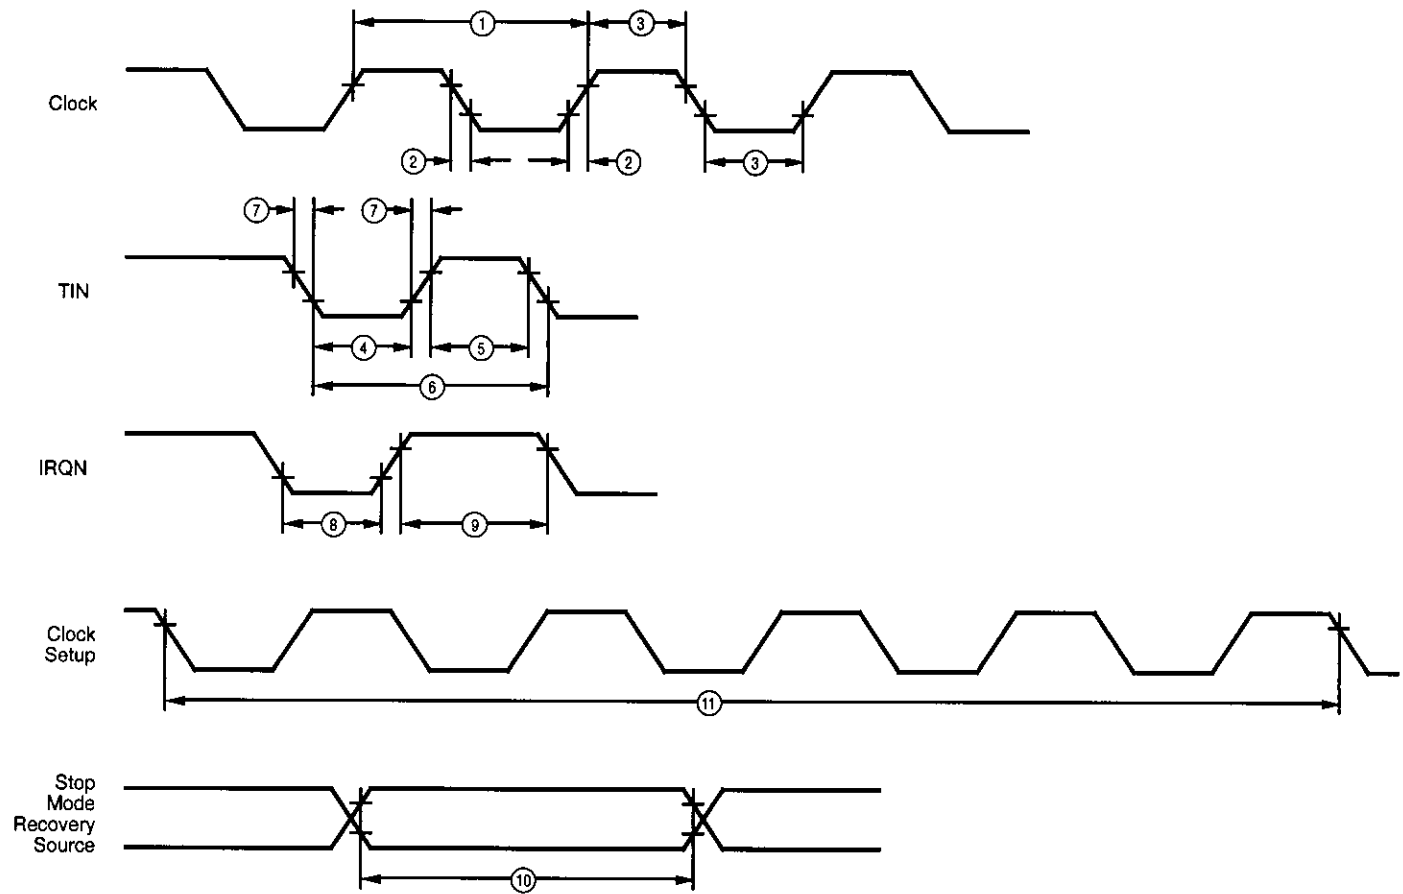 1 3
Clock
2 2 3
7 7
TIN
4 5
6
IRQN
8 9
Clock
Setup
11
Stop
Mode
Recovery
Source
10